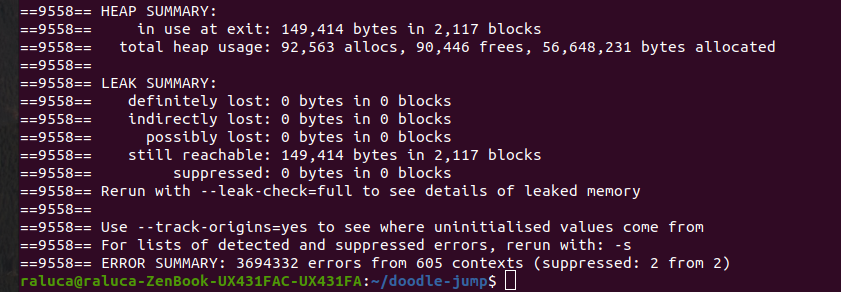 ==9558== HEAP SUMMARY:
==9558==     in use at exit: 149,414 bytes in 2,117 blocks
==9558==   total heap usage: 92,563 allocs, 90,446 frees, 56,648,231 bytes allocated
==9558==
==9558== LEAK SUMMARY:
==9558==    definitely lost: 0 bytes in 0 blocks
==9558==    indirectly lost: 0 bytes in 0 blocks
==9558==      possibly lost: 0 bytes in 0 blocks
==9558==    still reachable: 149,414 bytes in 2,117 blocks
==9558==         suppressed: 0 bytes in 0 blocks
==9558== Rerun with --leak-check=full to see details of leaked memory
==9558==
==9558== Use --track-origins=yes to see where uninitialised values come from
==9558== For lists of detected and suppressed errors, rerun with: -s
==9558== ERROR SUMMARY: 3694332 errors from 605 contexts (suppressed: 2 from 2)
raluca@raluca-ZenBook-UX431FAC-UX431FA:~/doodle-jump$